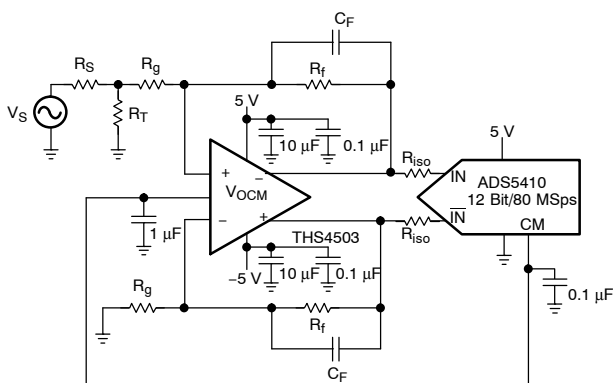 C_F
R_S
R_g
R_f
V_S
R_T
5 V
10 µF
0.1 µF
5 V
R_iso
IN
ADS5410
12 Bit/80 MSps
IN
CM
+
−
V_OCM
−
+
1 µF
THS4503
R_iso
−5 V
10 µF
0.1 µF
0.1 µF
R_g
R_f
C_F